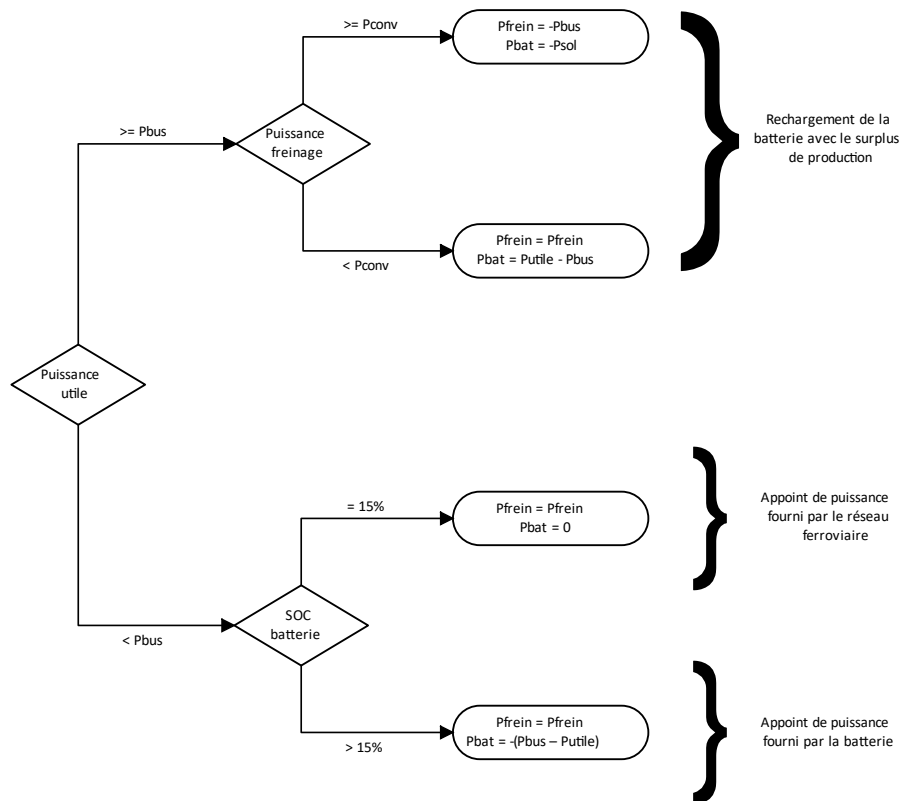 >= Pconv
Pfrein = -Pbus
Pbat = -Psol
Rechargement de la
batterie avec le surplus
de production
>= Pbus
Puissance
freinage
< Pconv
Pfrein = Pfrein
Pbat = Putile - Pbus
Puissance
utile
= 15%
Pfrein = Pfrein
Pbat = 0
Appoint de puissance
fourni par le réseau
ferroviaire
< Pbus
SOC
batterie
> 15%
Pfrein = Pfrein
Pbat = -(Pbus – Putile)
Appoint de puissance
fourni par la batterie